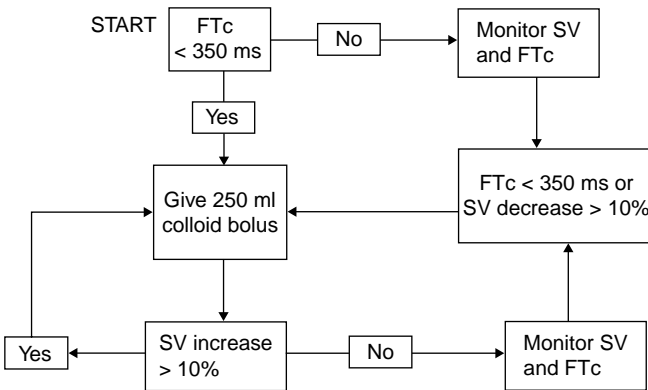 START
FTc
< 350 ms
No
Monitor SV
and FTc
Yes
Give 250 ml
colloid bolus
FTc < 350 ms or
SV decrease > 10%
Yes
SV increase
> 10%
No
Monitor SV
and FTc